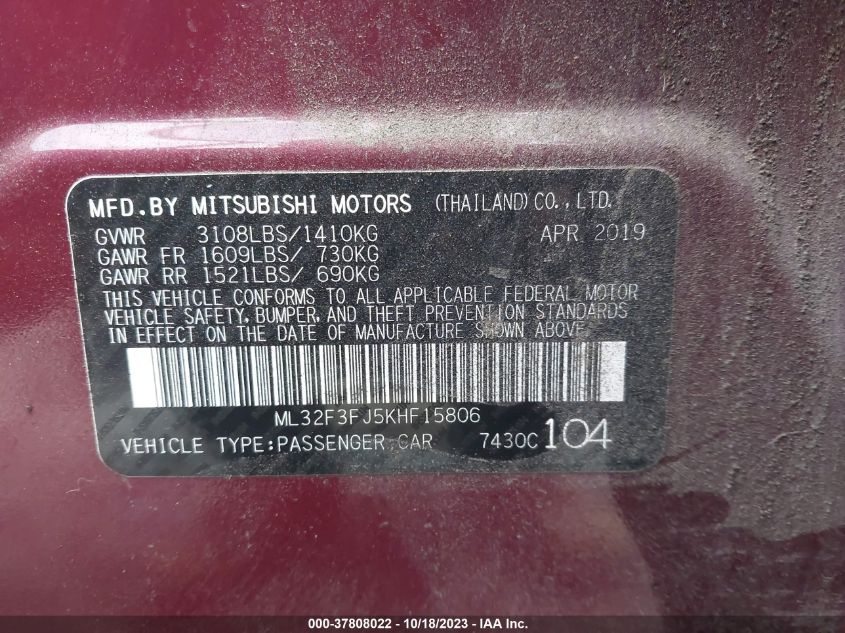 MFD.BY MITSUBISHI MOTORS (THAILAND) CO., LTD.
GVWR 3108LBS/1410KG APR 2019
GAWR FR 1609LBS/ 730KG
GAWR RR 1521LBS/ 690KG
THIS VEHICLE CONFORMS TO ALL APPLICABLE FEDERAL MOTOR
VEHICLE SAFETY, BUMPER, AND THEFT PREVENTION STANDARDS
IN EFFECT ON THE DATE OF MANUFACTURE SHOWN ABOVE.
ML32F3FJ5KHF15806
VEHICLE TYPE:PASSENGER CAR 7430C 104
000-37808022 - 10/18/2023 - IAA Inc.